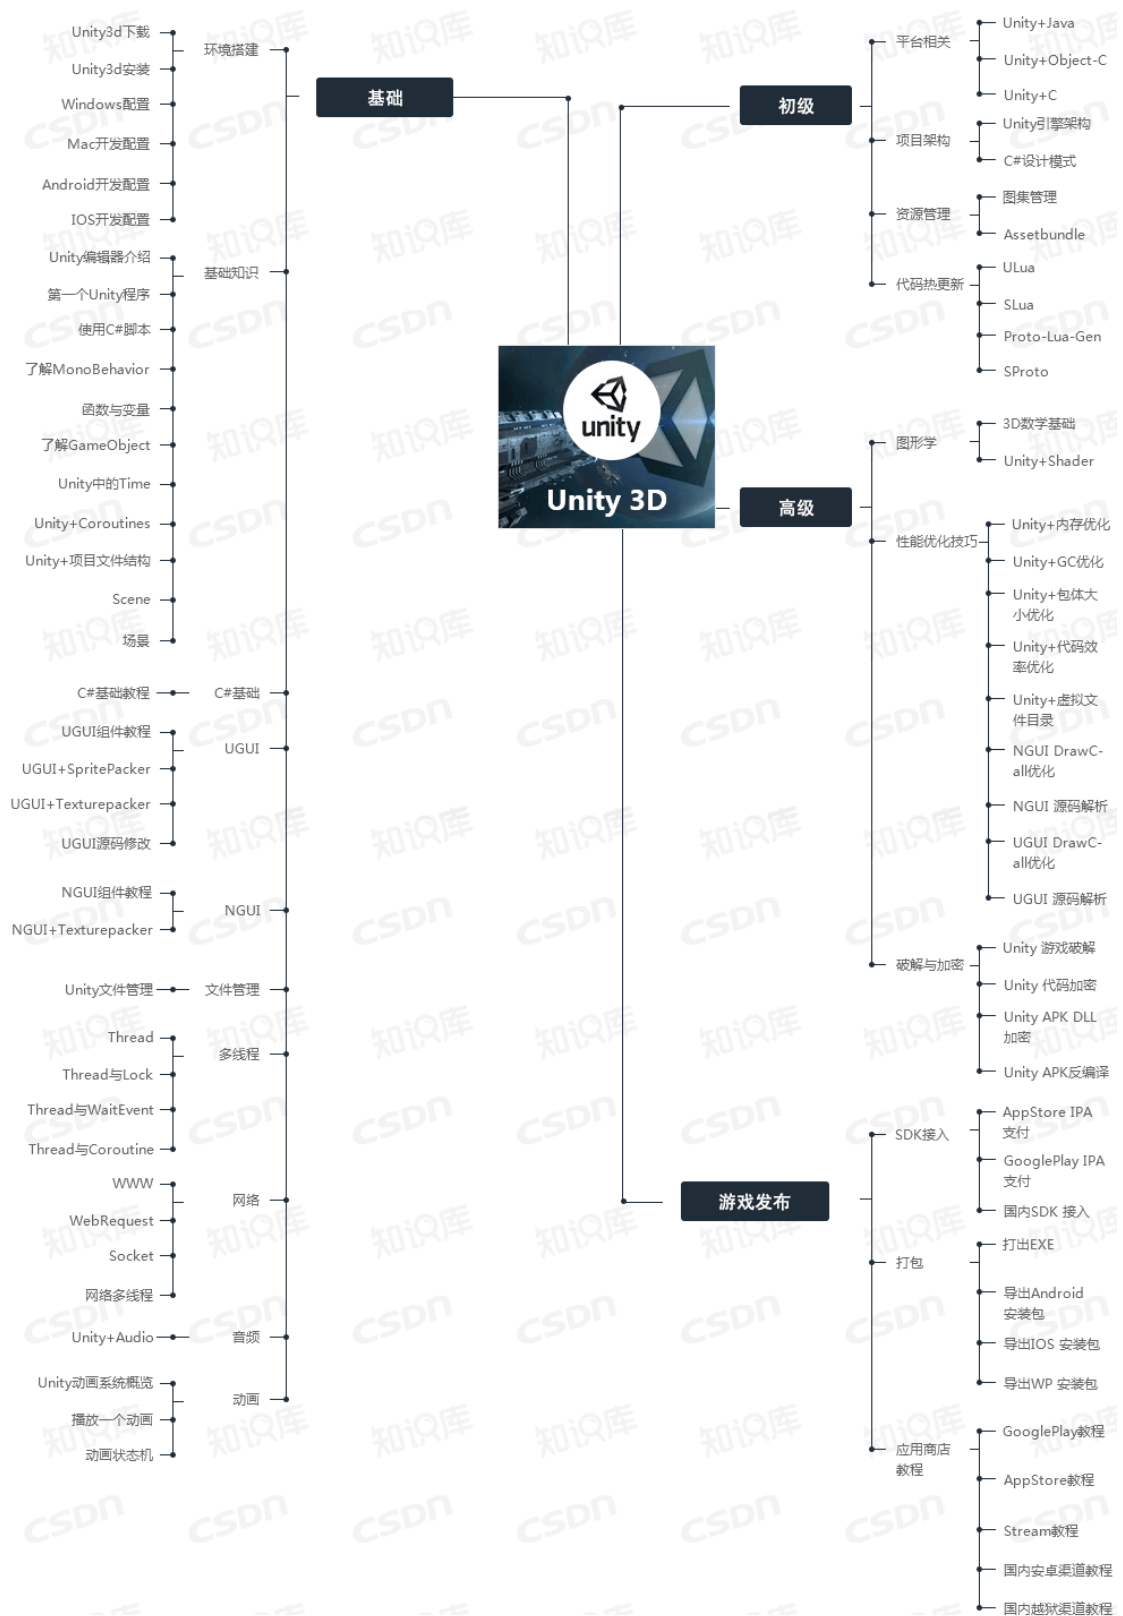 基础
环境搭建
Unity3d下载
Unity3d安装
Windows配置
Mac开发配置
Android开发配置
IOS开发配置
基础知识
Unity编辑器介绍
第一个Unity程序
使用C#脚本
了解MonoBehavior
函数与变量
了解GameObject
Unity中的Time
Unity+Coroutines
Unity+项目文件结构
Scene
场景
C#基础
C#基础教程
UGUI
UGUI组件教程
UGUI+SpritePacker
UGUI+Texturepacker
UGUI源码修改
NGUI
NGUI组件教程
NGUI+Texturepacker
文件管理
Unity文件管理
多线程
Thread
Thread与Lock
Thread与WaitEvent
Thread与Coroutine
网络
WWW
WebRequest
Socket
网络多线程
音频
Unity+Audio
动画
Unity动画系统概览
播放一个动画
动画状态机
unity
Unity 3D
初级
平台相关
Unity+Java
Unity+Object-C
Unity+C
项目架构
Unity引擎架构
C#设计模式
资源管理
图集管理
Assetbundle
代码热更新
ULua
SLua
Proto-Lua-Gen
SProto
高级
图形学
3D数学基础
Unity+Shader
性能优化技巧
Unity+内存优化
Unity+GC优化
Unity+包体大
小优化
Unity+代码效
率优化
Unity+虚拟文
件目录
NGUI DrawC-
all优化
NGUI 源码解析
UGUI DrawC-
all优化
UGUI 源码解析
破解与加密
Unity 游戏破解
Unity 代码加密
Unity APK DLL
加密
Unity APK反编译
游戏发布
SDK接入
AppStore IPA
支付
GooglePlay IPA
支付
国内SDK 接入
打包
打出EXE
导出Android
安装包
导出IOS 安装包
导出WP 安装包
应用商店
教程
GooglePlay教程
AppStore教程
Stream教程
国内安卓渠道教程
国内越狱渠道教程
CSDN
知识库